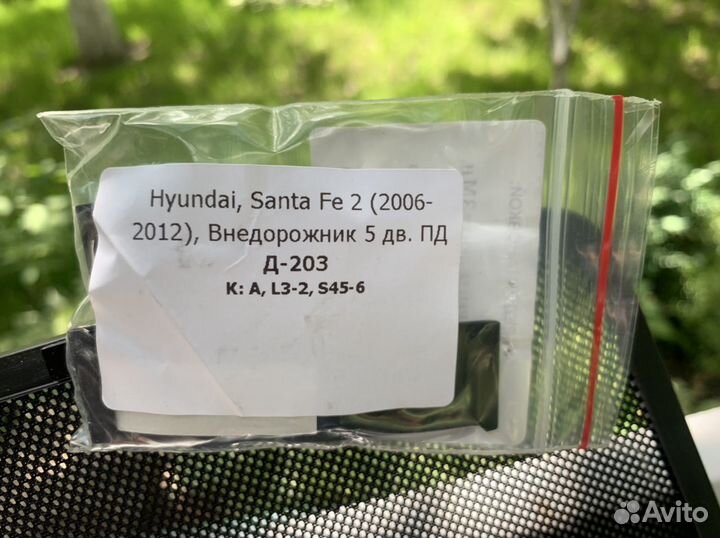 Hyundai, Santa Fe 2 (2006-
2012), Внедорожник 5 дв. ПД
Д-203
К: A, L3-2, S45-6
Avito